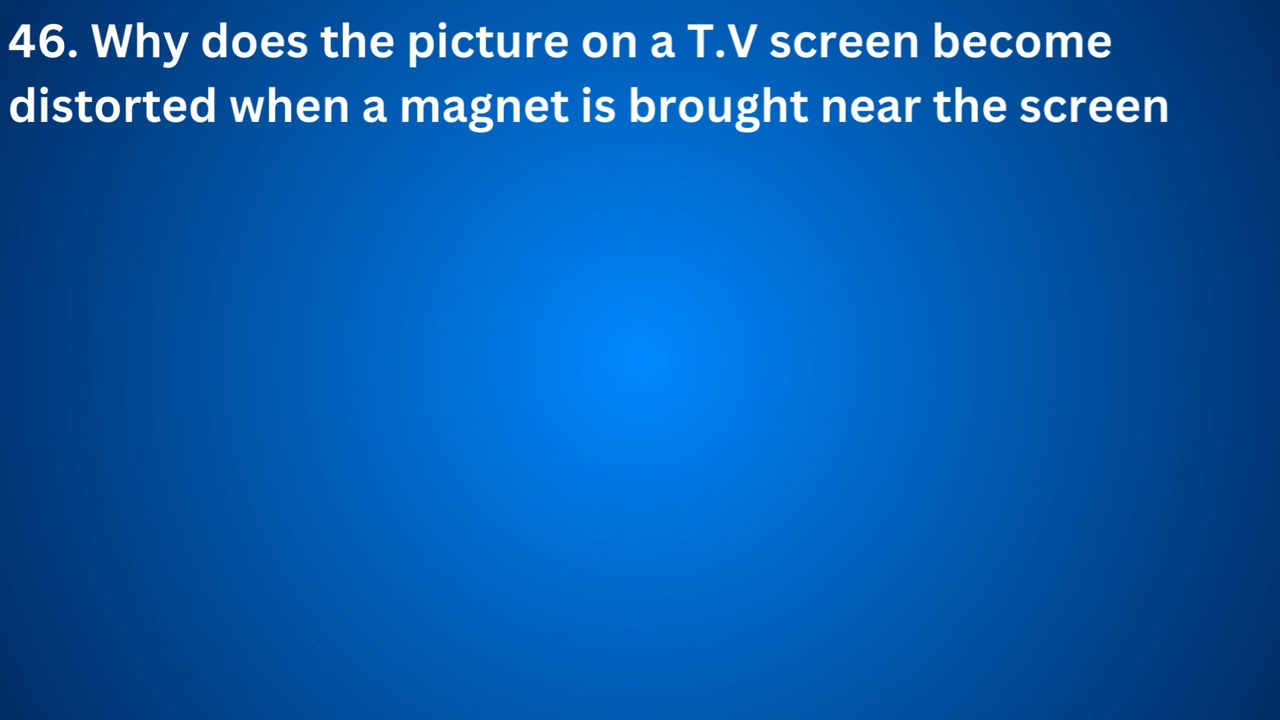 46. Why does the picture on a T.V screen become
distorted when a magnet is brought near the screen